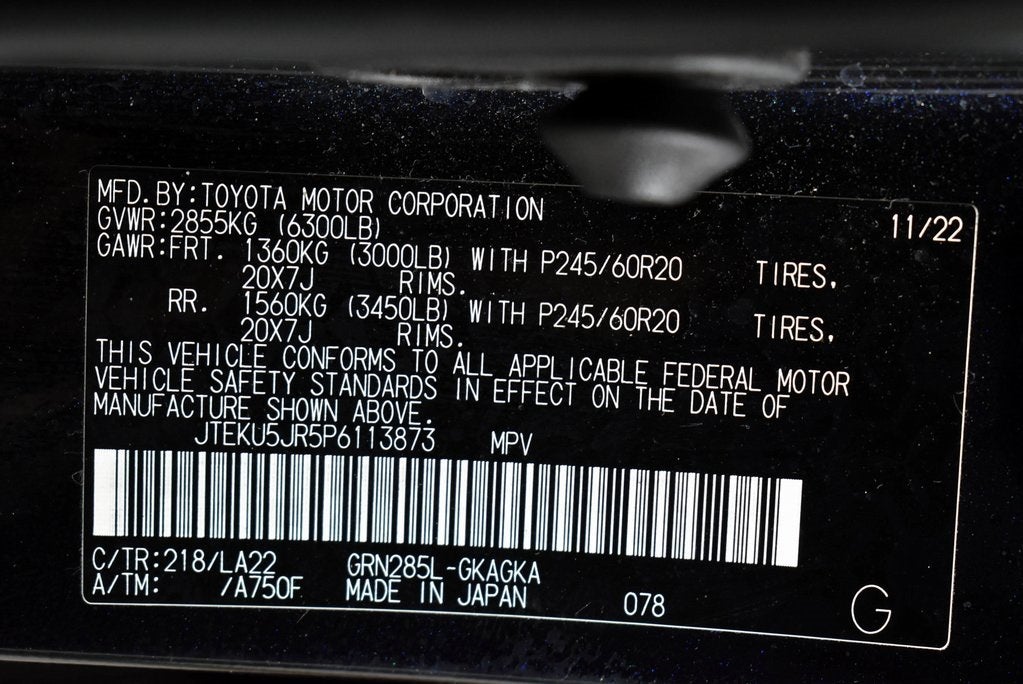 MFD.BY:TOYOTA MOTOR CORPORATION 11/22
GVWR:2855KG (6300LB)
GAWR:FRT. 1360KG (3000LB) WITH P245/60R20 TIRES,
20X7J RIMS.
RR. 1560KG (3450LB) WITH P245/60R20 TIRES,
20X7J RIMS.
THIS VEHICLE CONFORMS TO ALL APPLICABLE FEDERAL MOTOR
VEHICLE SAFETY STANDARDS IN EFFECT ON THE DATE OF
MANUFACTURE SHOWN ABOVE.
JTEKU5JR5P6113873 MPV
C/TR:218/LA22 GRN285L-GKAGKA
A/TM: /A750F MADE IN JAPAN 078 G